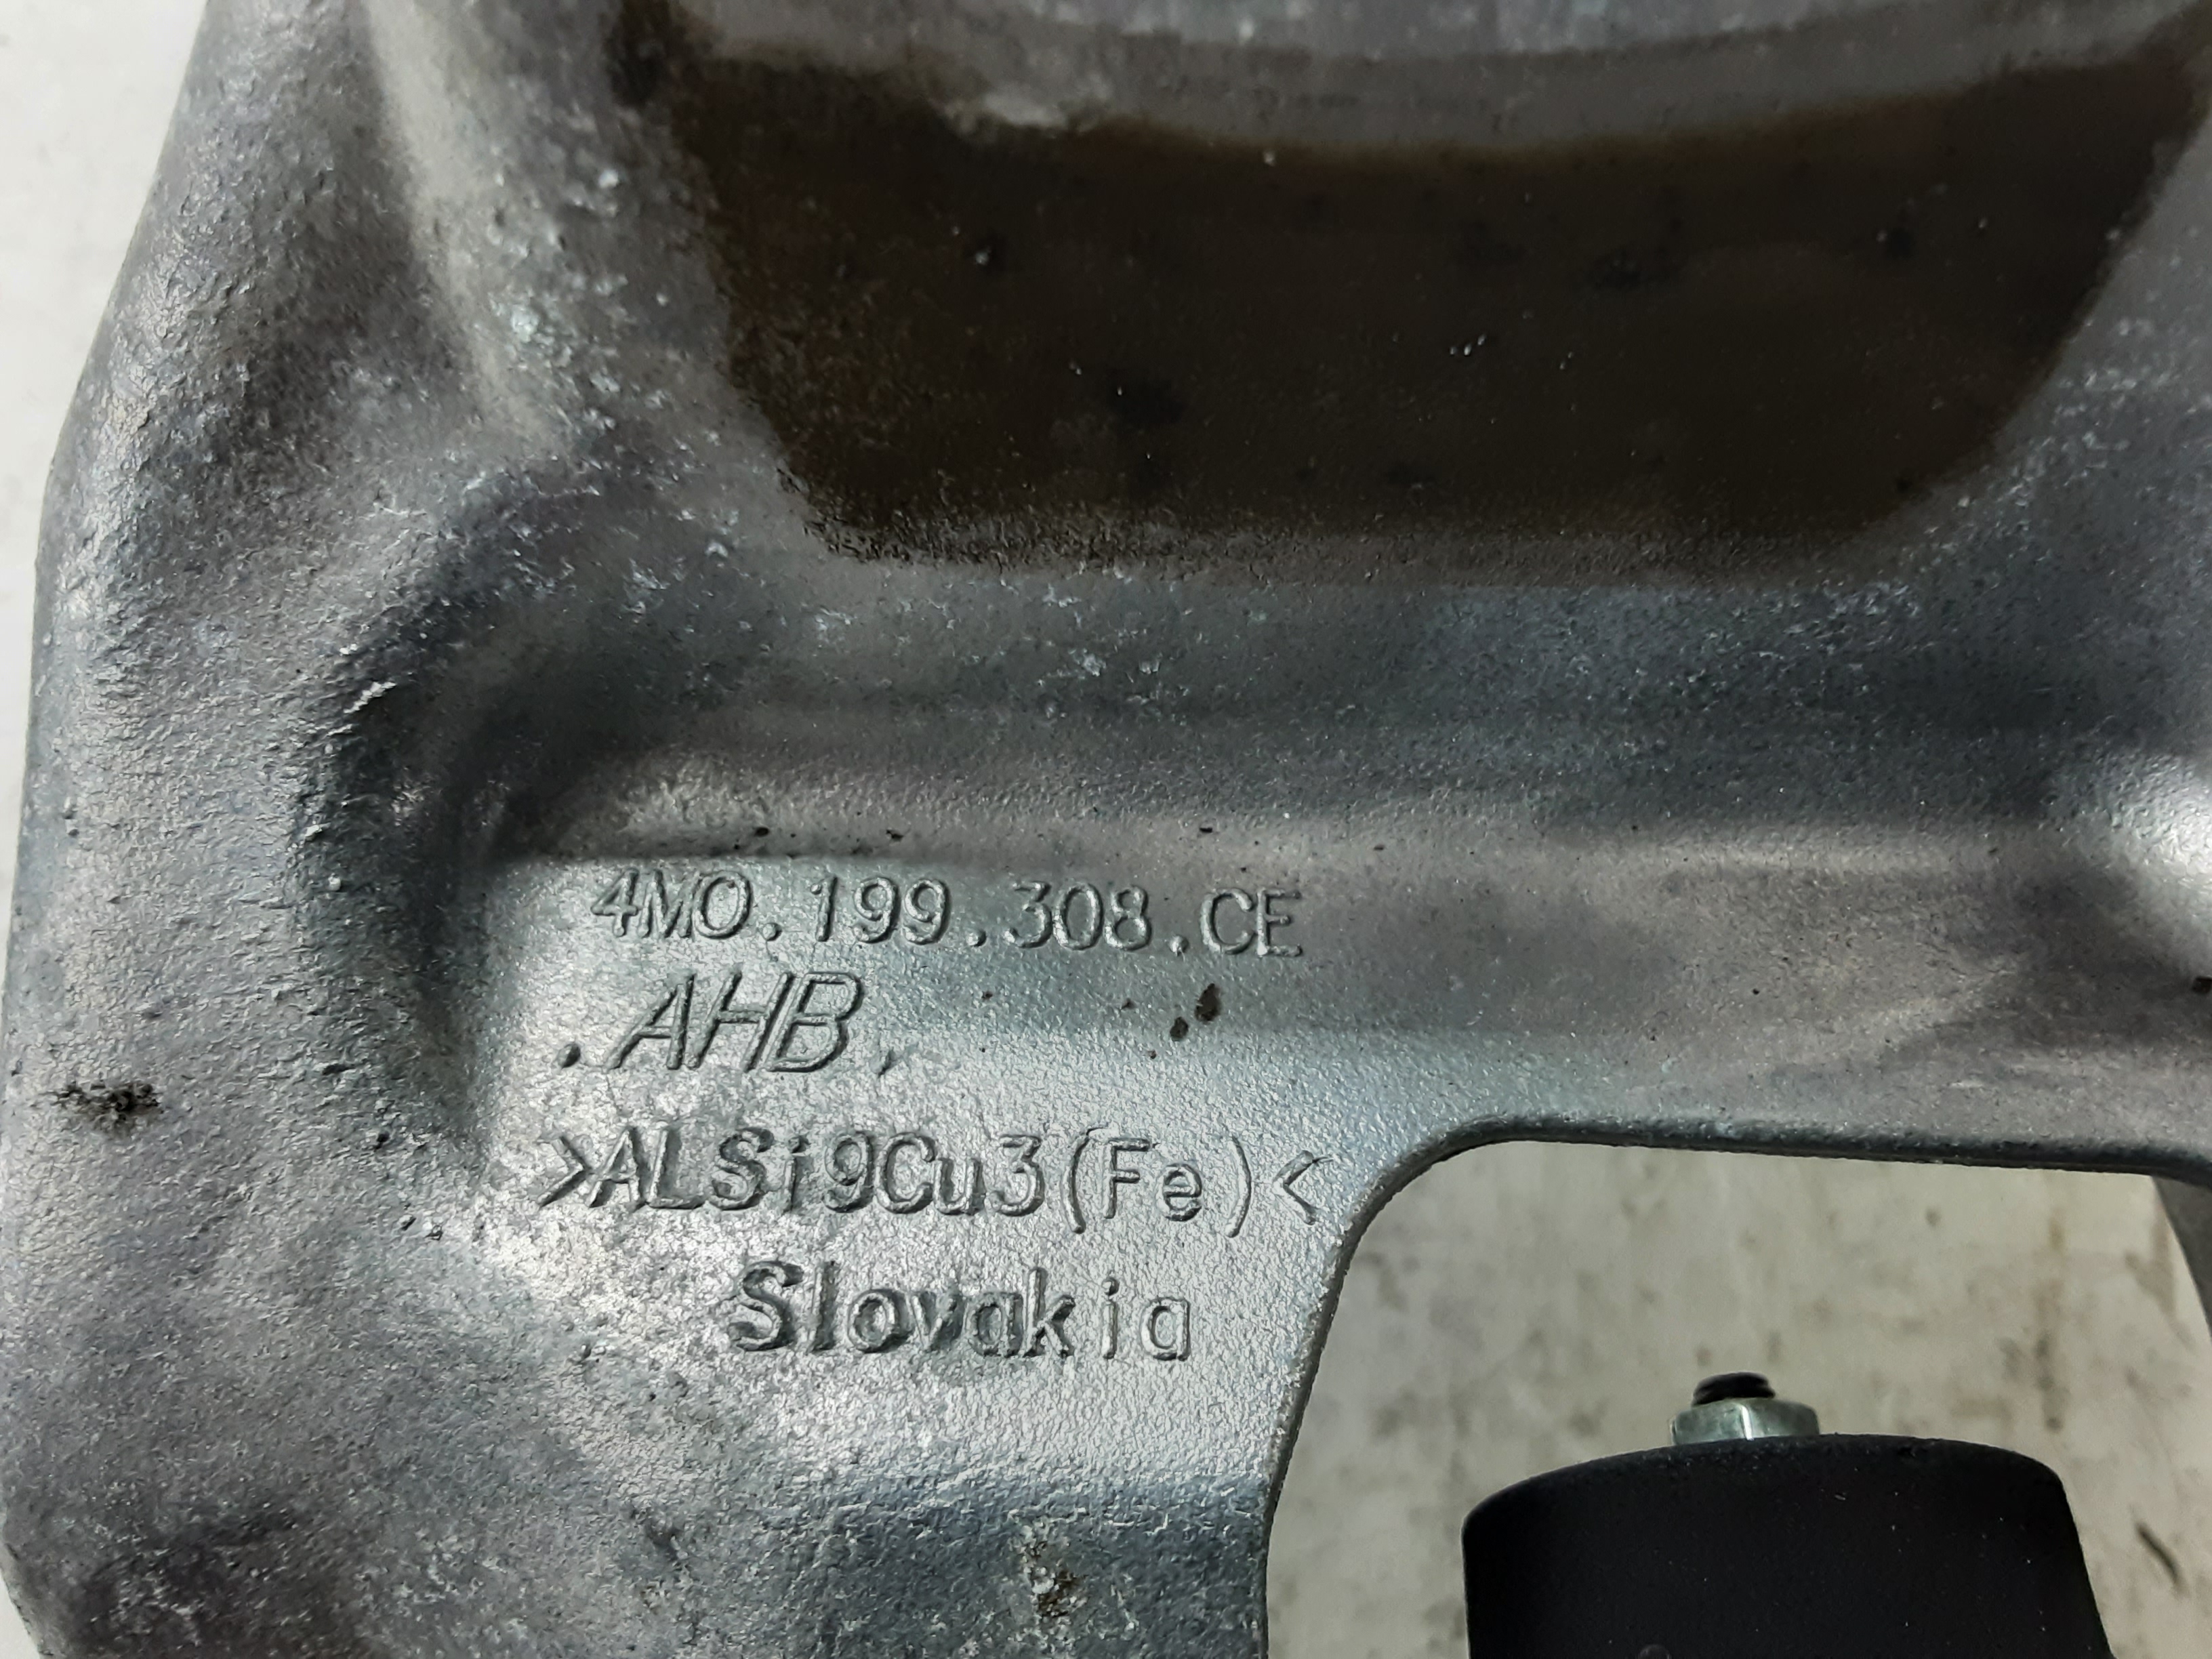 4M0.199.308.CE
.AHB.
>ALSi9Cu3(Fe)<
Slovakia